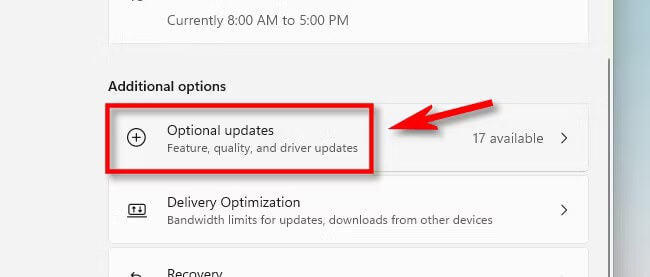 Currently 8:00 AM to 5:00 PM
Additional options
Optional updates
Feature, quality, and driver updates
17 available
Delivery Optimization
Bandwidth limits for updates, downloads from other devices
Recovery